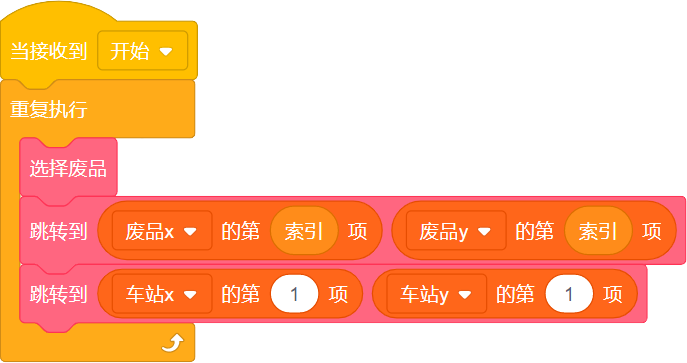 当接收到 开始
重复执行
选择废品
跳转到 废品x 的第 索引 项 废品y 的第 索引 项
跳转到 车站x 的第 1 项 车站y 的第 1 项